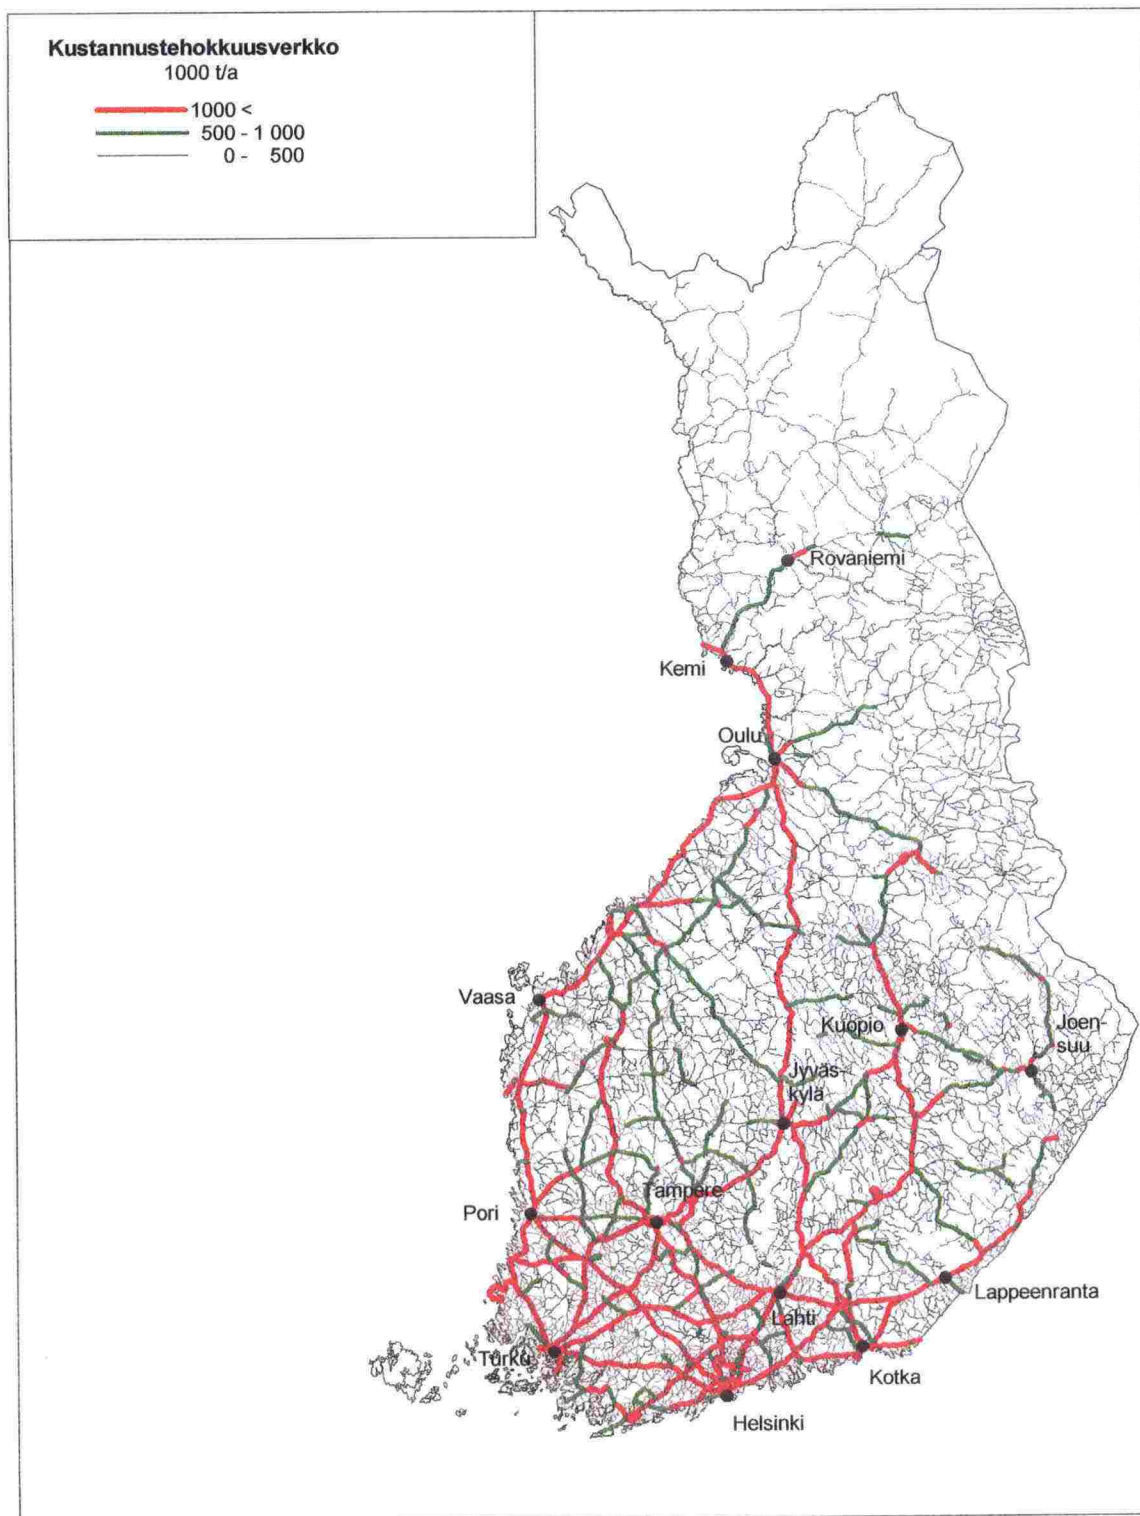 Kustannustehokkuusverkko
1000 t/a
1000 <
500 - 1 000
0 - 500
Rovaniemi
Kemi
Oulu
Vaasa
Kuopio
Joen-
suu
Jyväs-
kylä
Tampere
Pori
Lappeenranta
Lahti
Turku
Kotka
Helsinki